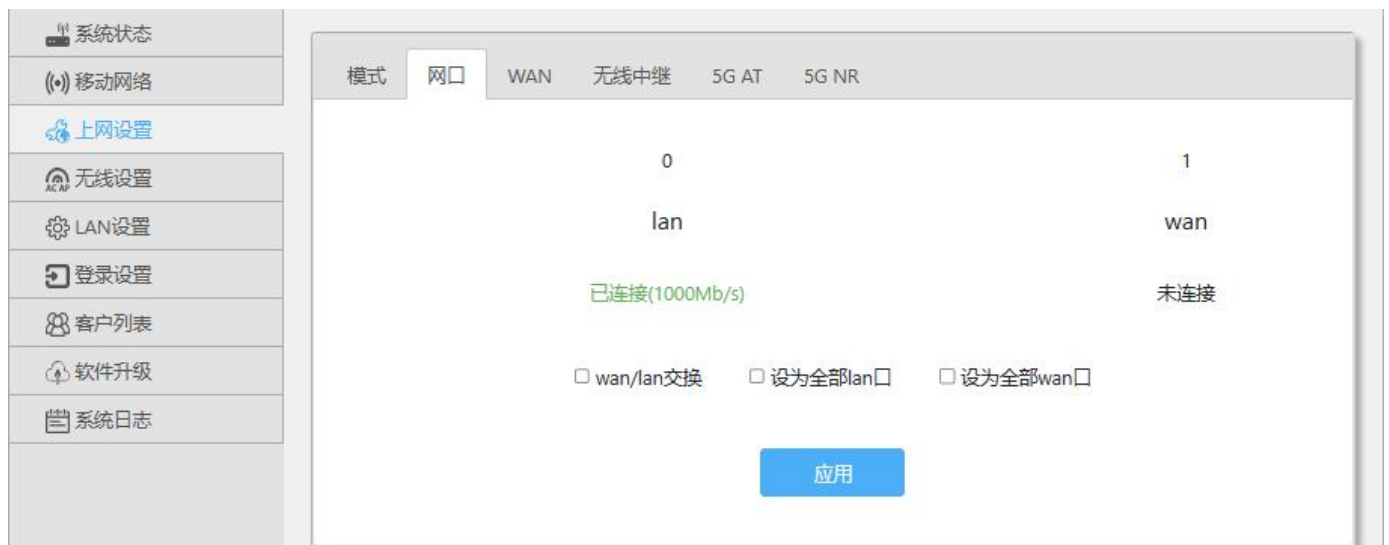 系统状态
移动网络
上网设置
无线设置
LAN设置
登录设置
客户列表
软件升级
系统日志
模式 网口 WAN 无线中继 5G AT 5G NR
0 1
lan wan
已连接(1000Mb/s) 未连接
wan/lan交换 设为全部lan口 设为全部wan口
应用